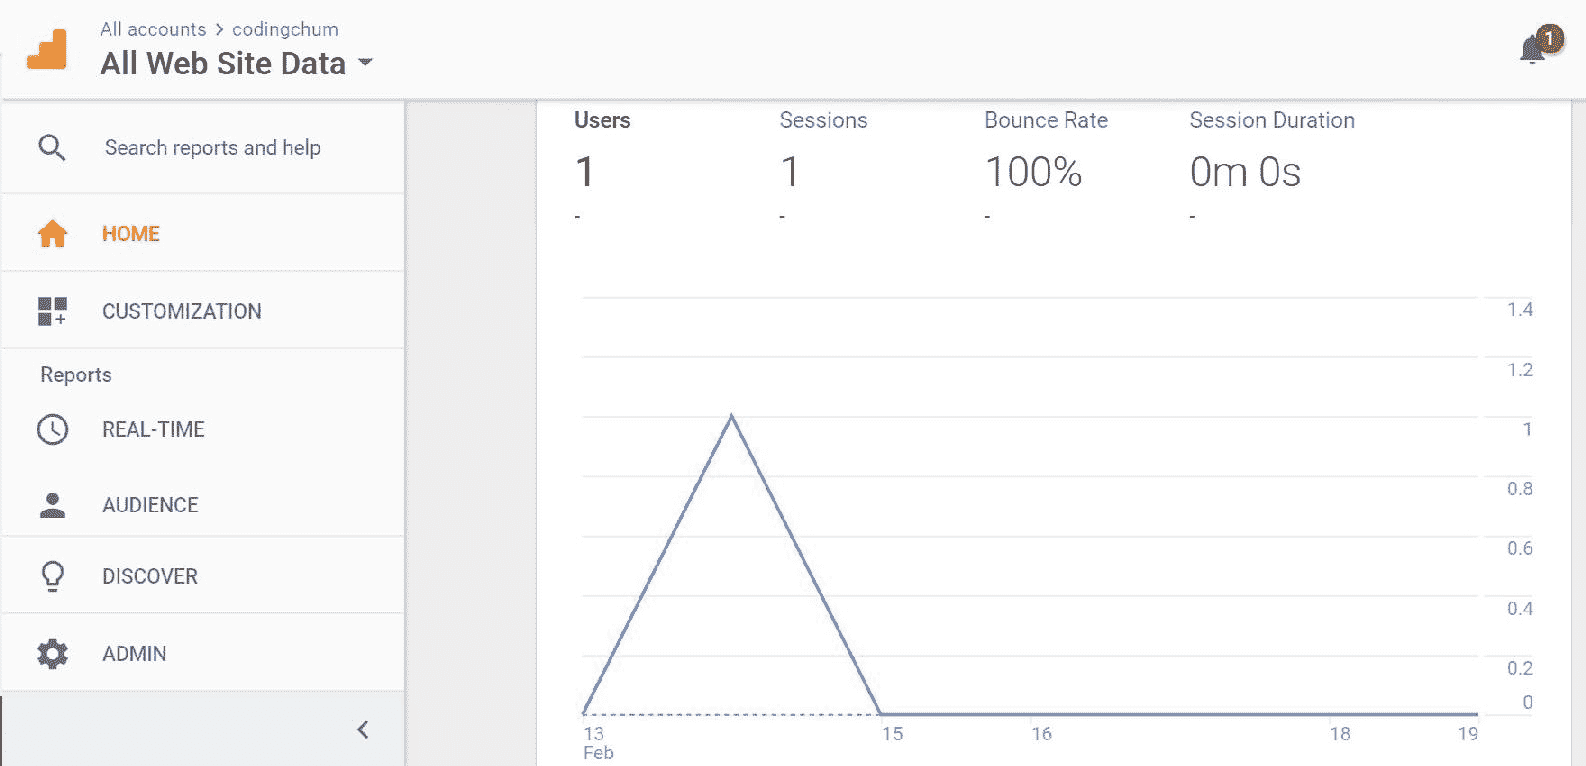 All accounts > codingchum
All Web Site Data
1
Search reports and help
HOME
CUSTOMIZATION
Reports
REAL-TIME
AUDIENCE
DISCOVER
ADMIN
Users Sessions Bounce Rate Session Duration
1 1 100% 0m 0s
- - - -
1.4
1.2
1
0.8
0.6
0.4
0.2
0
13 15 16 18 19
Feb